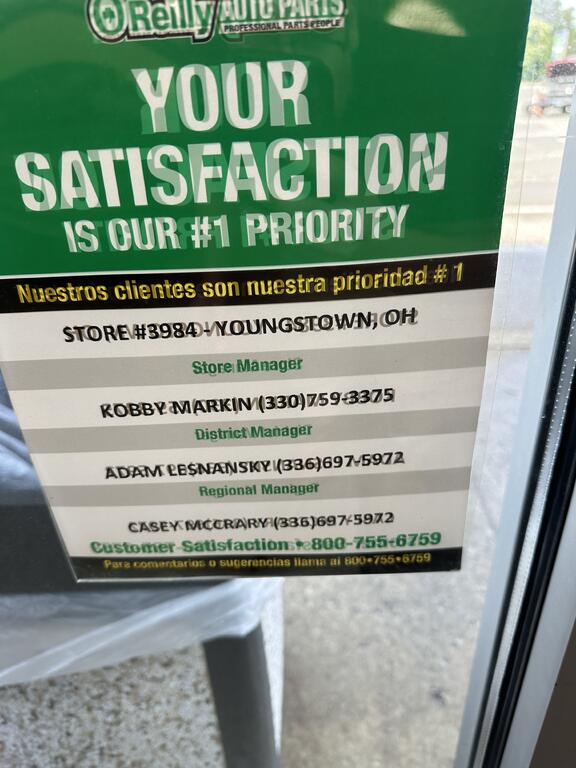 O'Reilly AUTO PARTS
PROFESSIONAL PARTS PEOPLE
YOUR
SATISFACTION
IS OUR #1 PRIORITY
Nuestros clientes son nuestra prioridad # 1
STORE #3984 - YOUNGSTOWN, OH
Store Manager
KOBBY MARKIN (330)759-3375
District Manager
ADAM LESNANSKY (336)697-5972
Regional Manager
CASEY MCCRARY (336)697-5972
Customer Satisfaction • 800-755-6759
Para comentarios o sugerencias llama al 800•755•6759